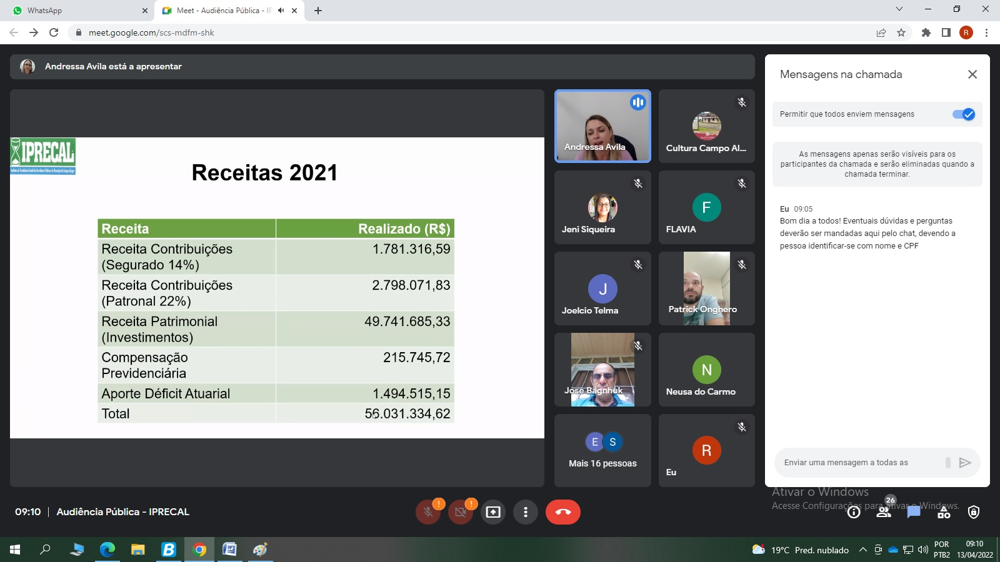 WhatsApp
Meet - Audiência Pública - IP
meet.google.com/scs-mdfm-shk
R
Andressa Avila está a apresentar
IPRECAL
Receitas 2021
Receita
Realizado (R$)
Receita Contribuições
(Segurado 14%)
1.781.316,59
Receita Contribuições
(Patronal 22%)
2.798.071,83
Receita Patrimonial
(Investimentos)
49.741.685,33
Compensação
Previdenciária
215.745,72
Aporte Déficit Atuarial
1.494.515,15
Total
56.031.334,62
Andressa Avila
Cultura Campo Al...
Jeni Siqueira
F
FLAVIA
J
Joelcio Telma
Patrick Onghero
José Bagnhuk
N
Neusa do Carmo
E S
Mais 16 pessoas
R
Eu
Mensagens na chamada
Permitir que todos enviem mensagens
As mensagens apenas serão visíveis para os
participantes da chamada e serão eliminadas quando a
chamada terminar.
Eu 09:05
Bom dia a todos! Eventuais dúvidas e perguntas
deverão ser mandadas aqui pelo chat, devendo a
pessoa identificar-se com nome e CPF
Enviar uma mensagem a todas as
Ativar o Windows
Acesse Configurações para ativar o Windows.
09:10 | Audiência Pública - IPRECAL
26
19°C Pred. nublado
POR
PTB2
09:10
13/04/2022